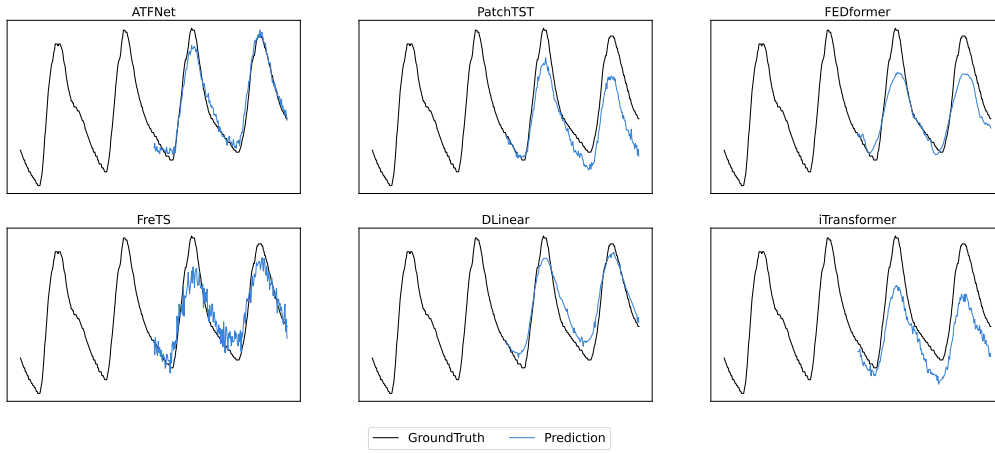 ATFNet
PatchTST
FEDformer
FreTS
DLinear
iTransformer
GroundTruth
Prediction